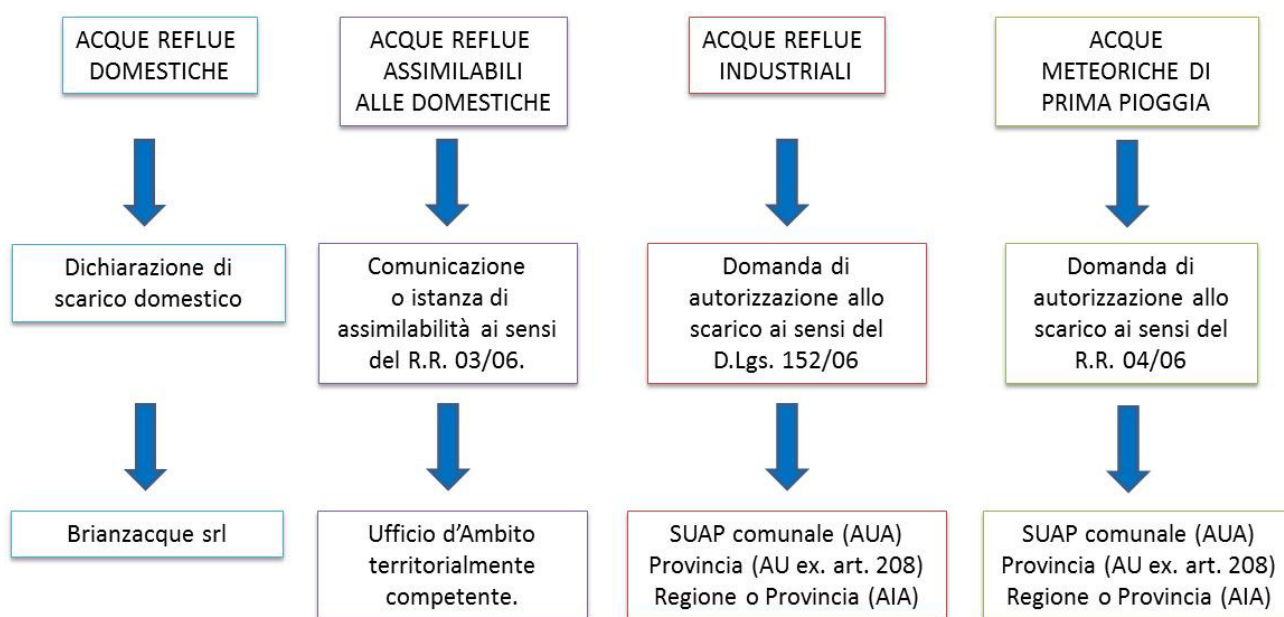 ACQUE REFLUE
DOMESTICHE
ACQUE REFLUE
ASSIMILABILI
ALLE DOMESTICHE
ACQUE REFLUE
INDUSTRIALI
ACQUE
METEORICHE DI
PRIMA PIOGGIA
Dichiarazione di
scarico domestico
Comunicazione
o istanza di
assimilabilità ai sensi
del R.R. 03/06.
Domanda di
autorizzazione allo
scarico ai sensi del
D.Lgs. 152/06
Domanda di
autorizzazione allo
scarico ai sensi del
R.R. 04/06
Brianzacque srl
Ufficio d’Ambito
territorialmente
competente.
SUAP comunale (AUA)
Provincia (AU ex. art. 208)
Regione o Provincia (AIA)
SUAP comunale (AUA)
Provincia (AU ex. art. 208)
Regione o Provincia (AIA)